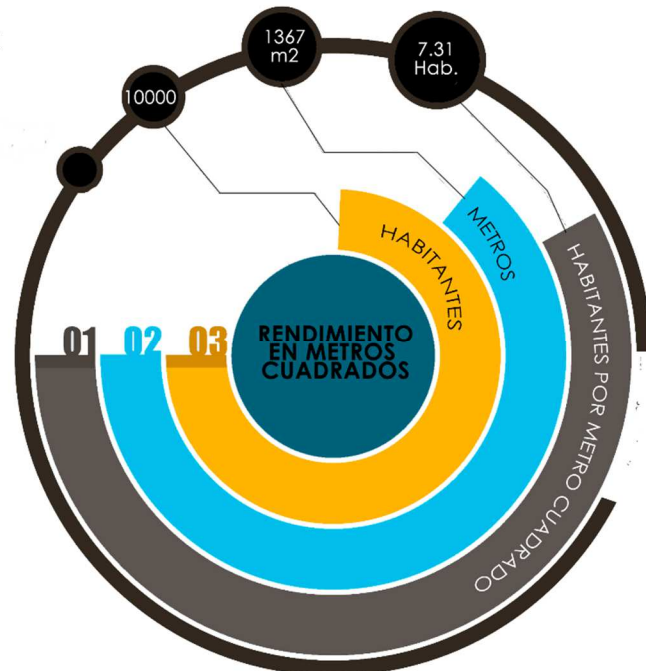 1367
m2
7.31
Hab.
10000
HABITANTES
METROS
HABITANTES POR METRO CUADRADO
01
02
03
RENDIMIENTO
EN METROS
CUADRADOS